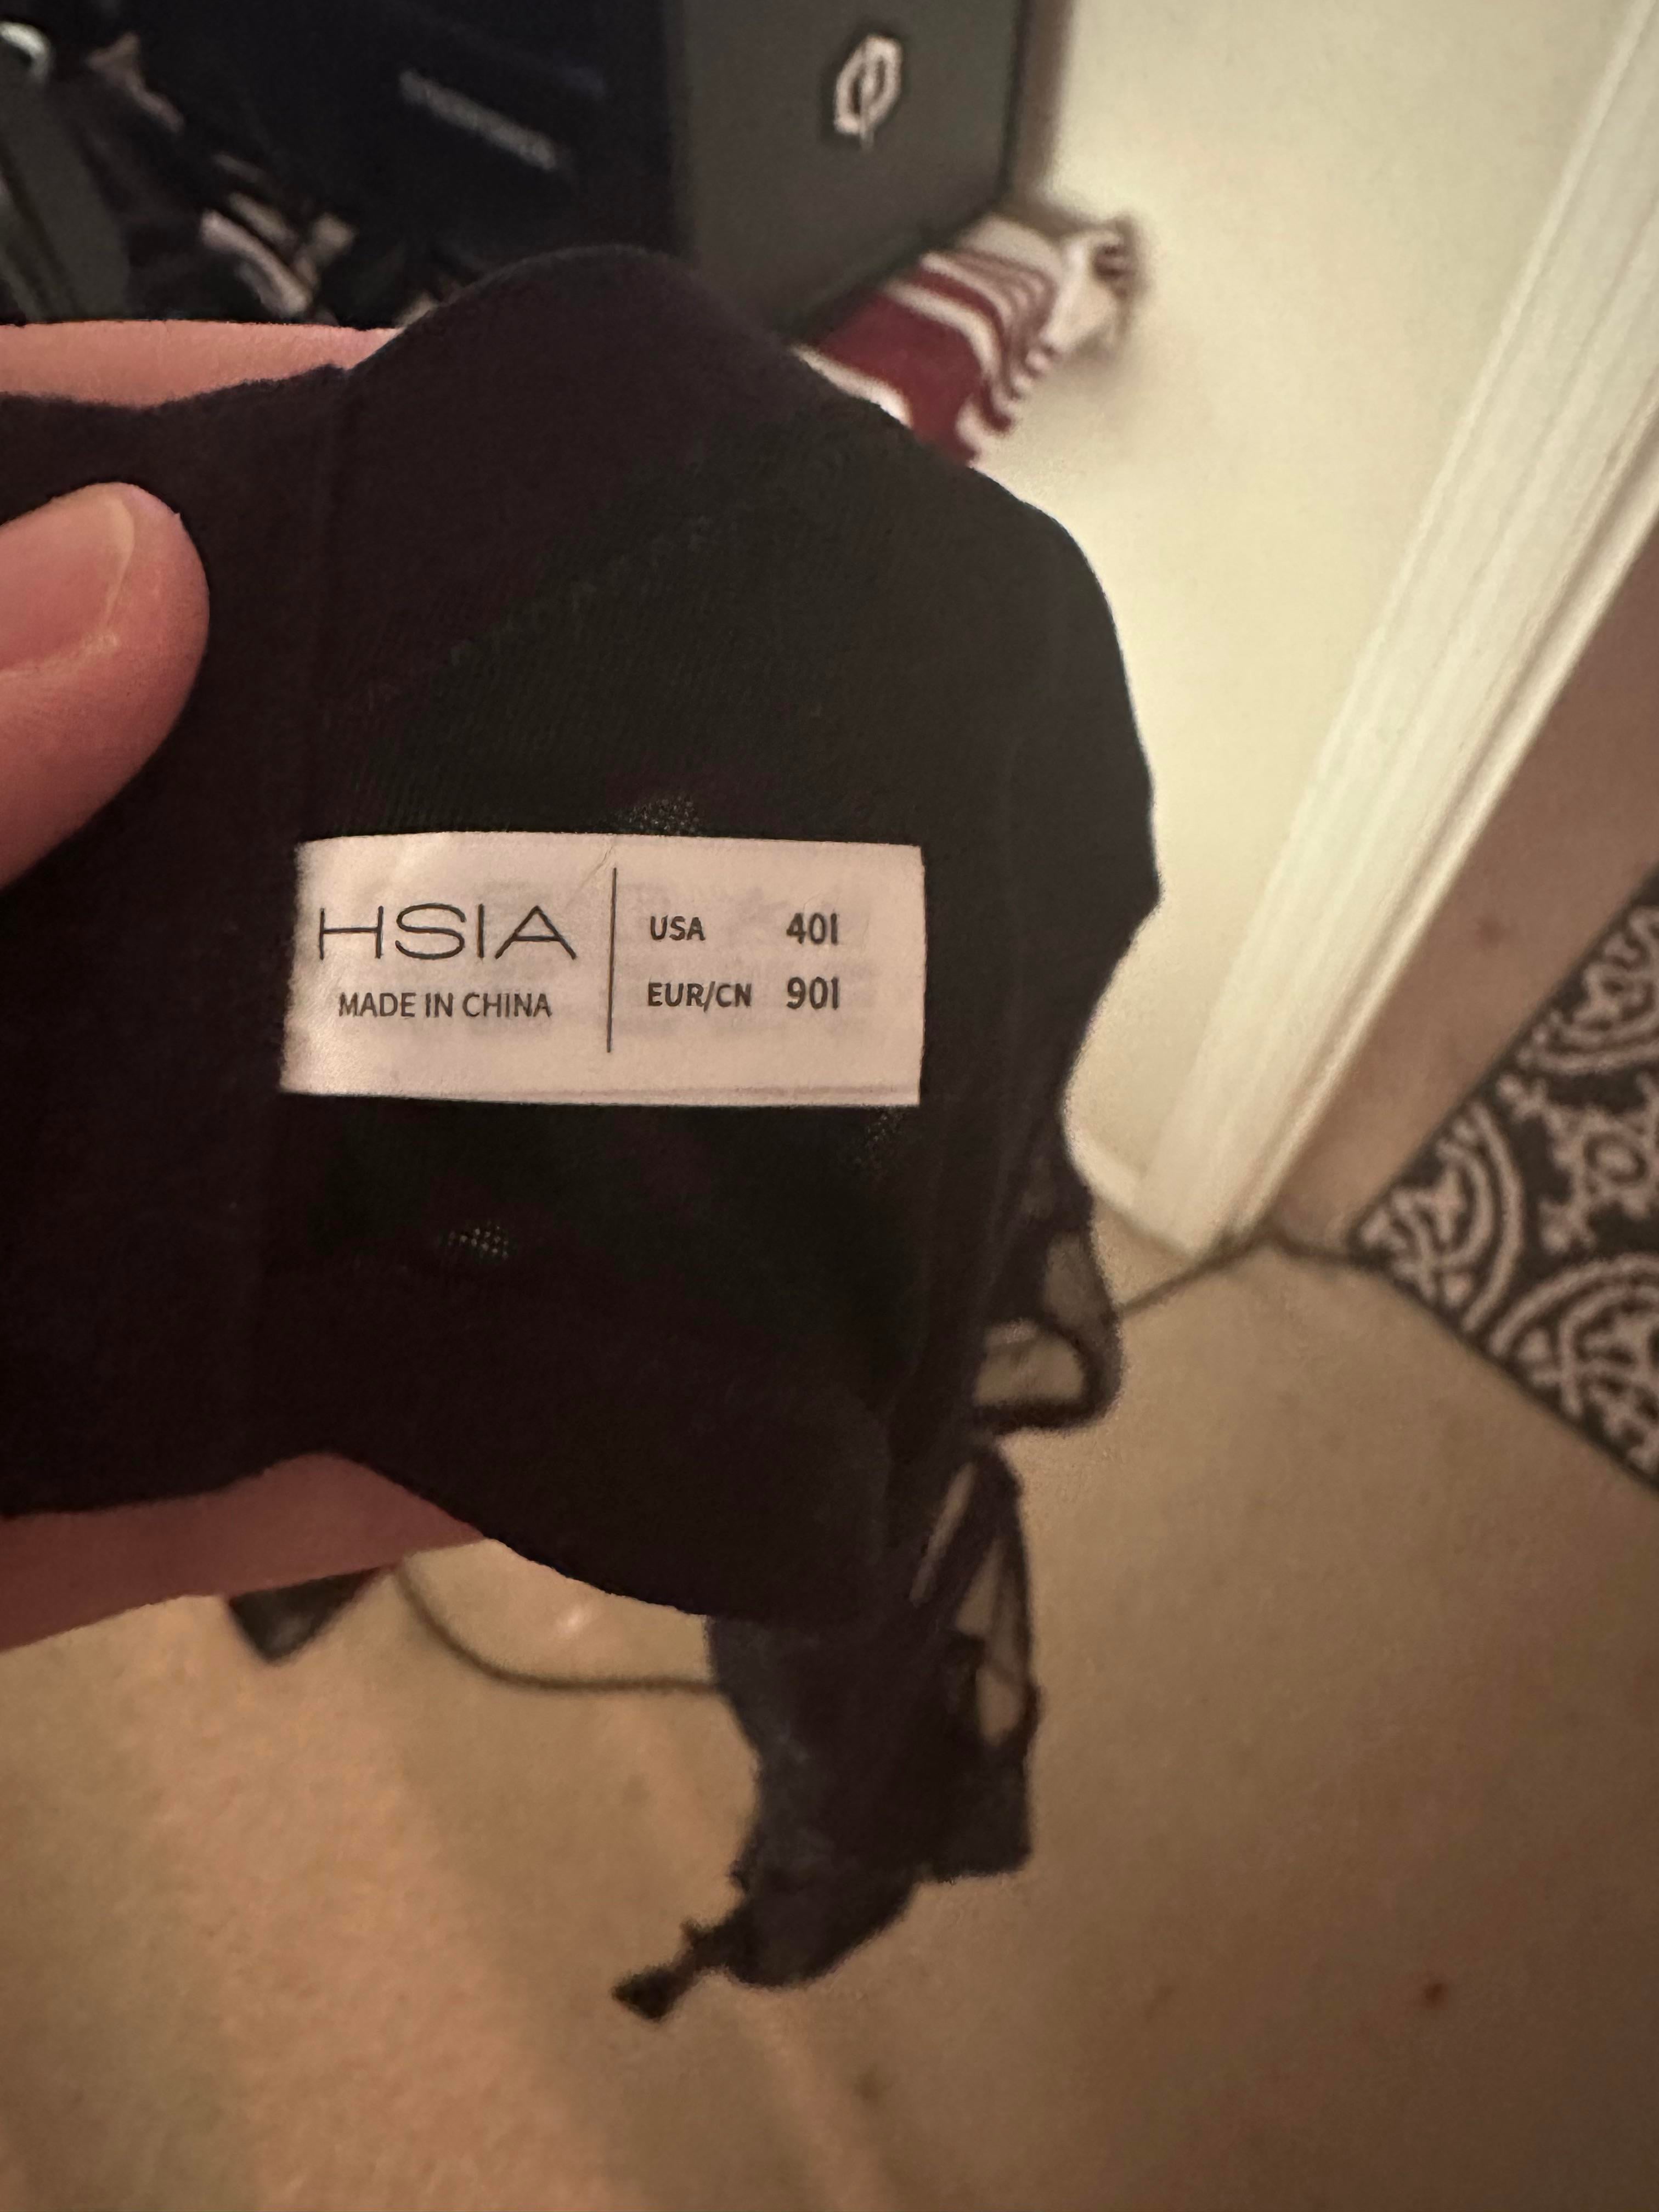 HSIA
MADE IN CHINA
USA 40I
EUR/CN 90I